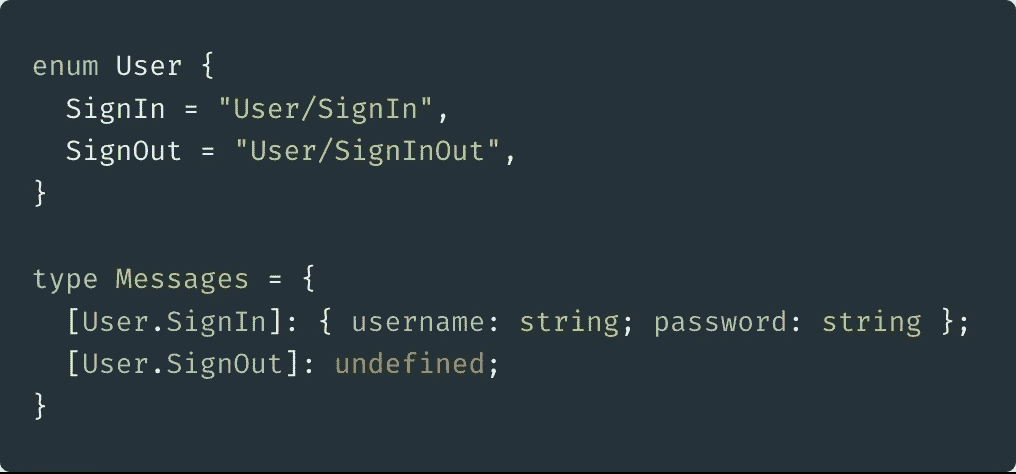 enum User {
  SignIn = "User/SignIn",
  SignOut = "User/SignInOut",
}

type Messages = {
  [User.SignIn]: { username: string; password: string };
  [User.SignOut]: undefined;
}